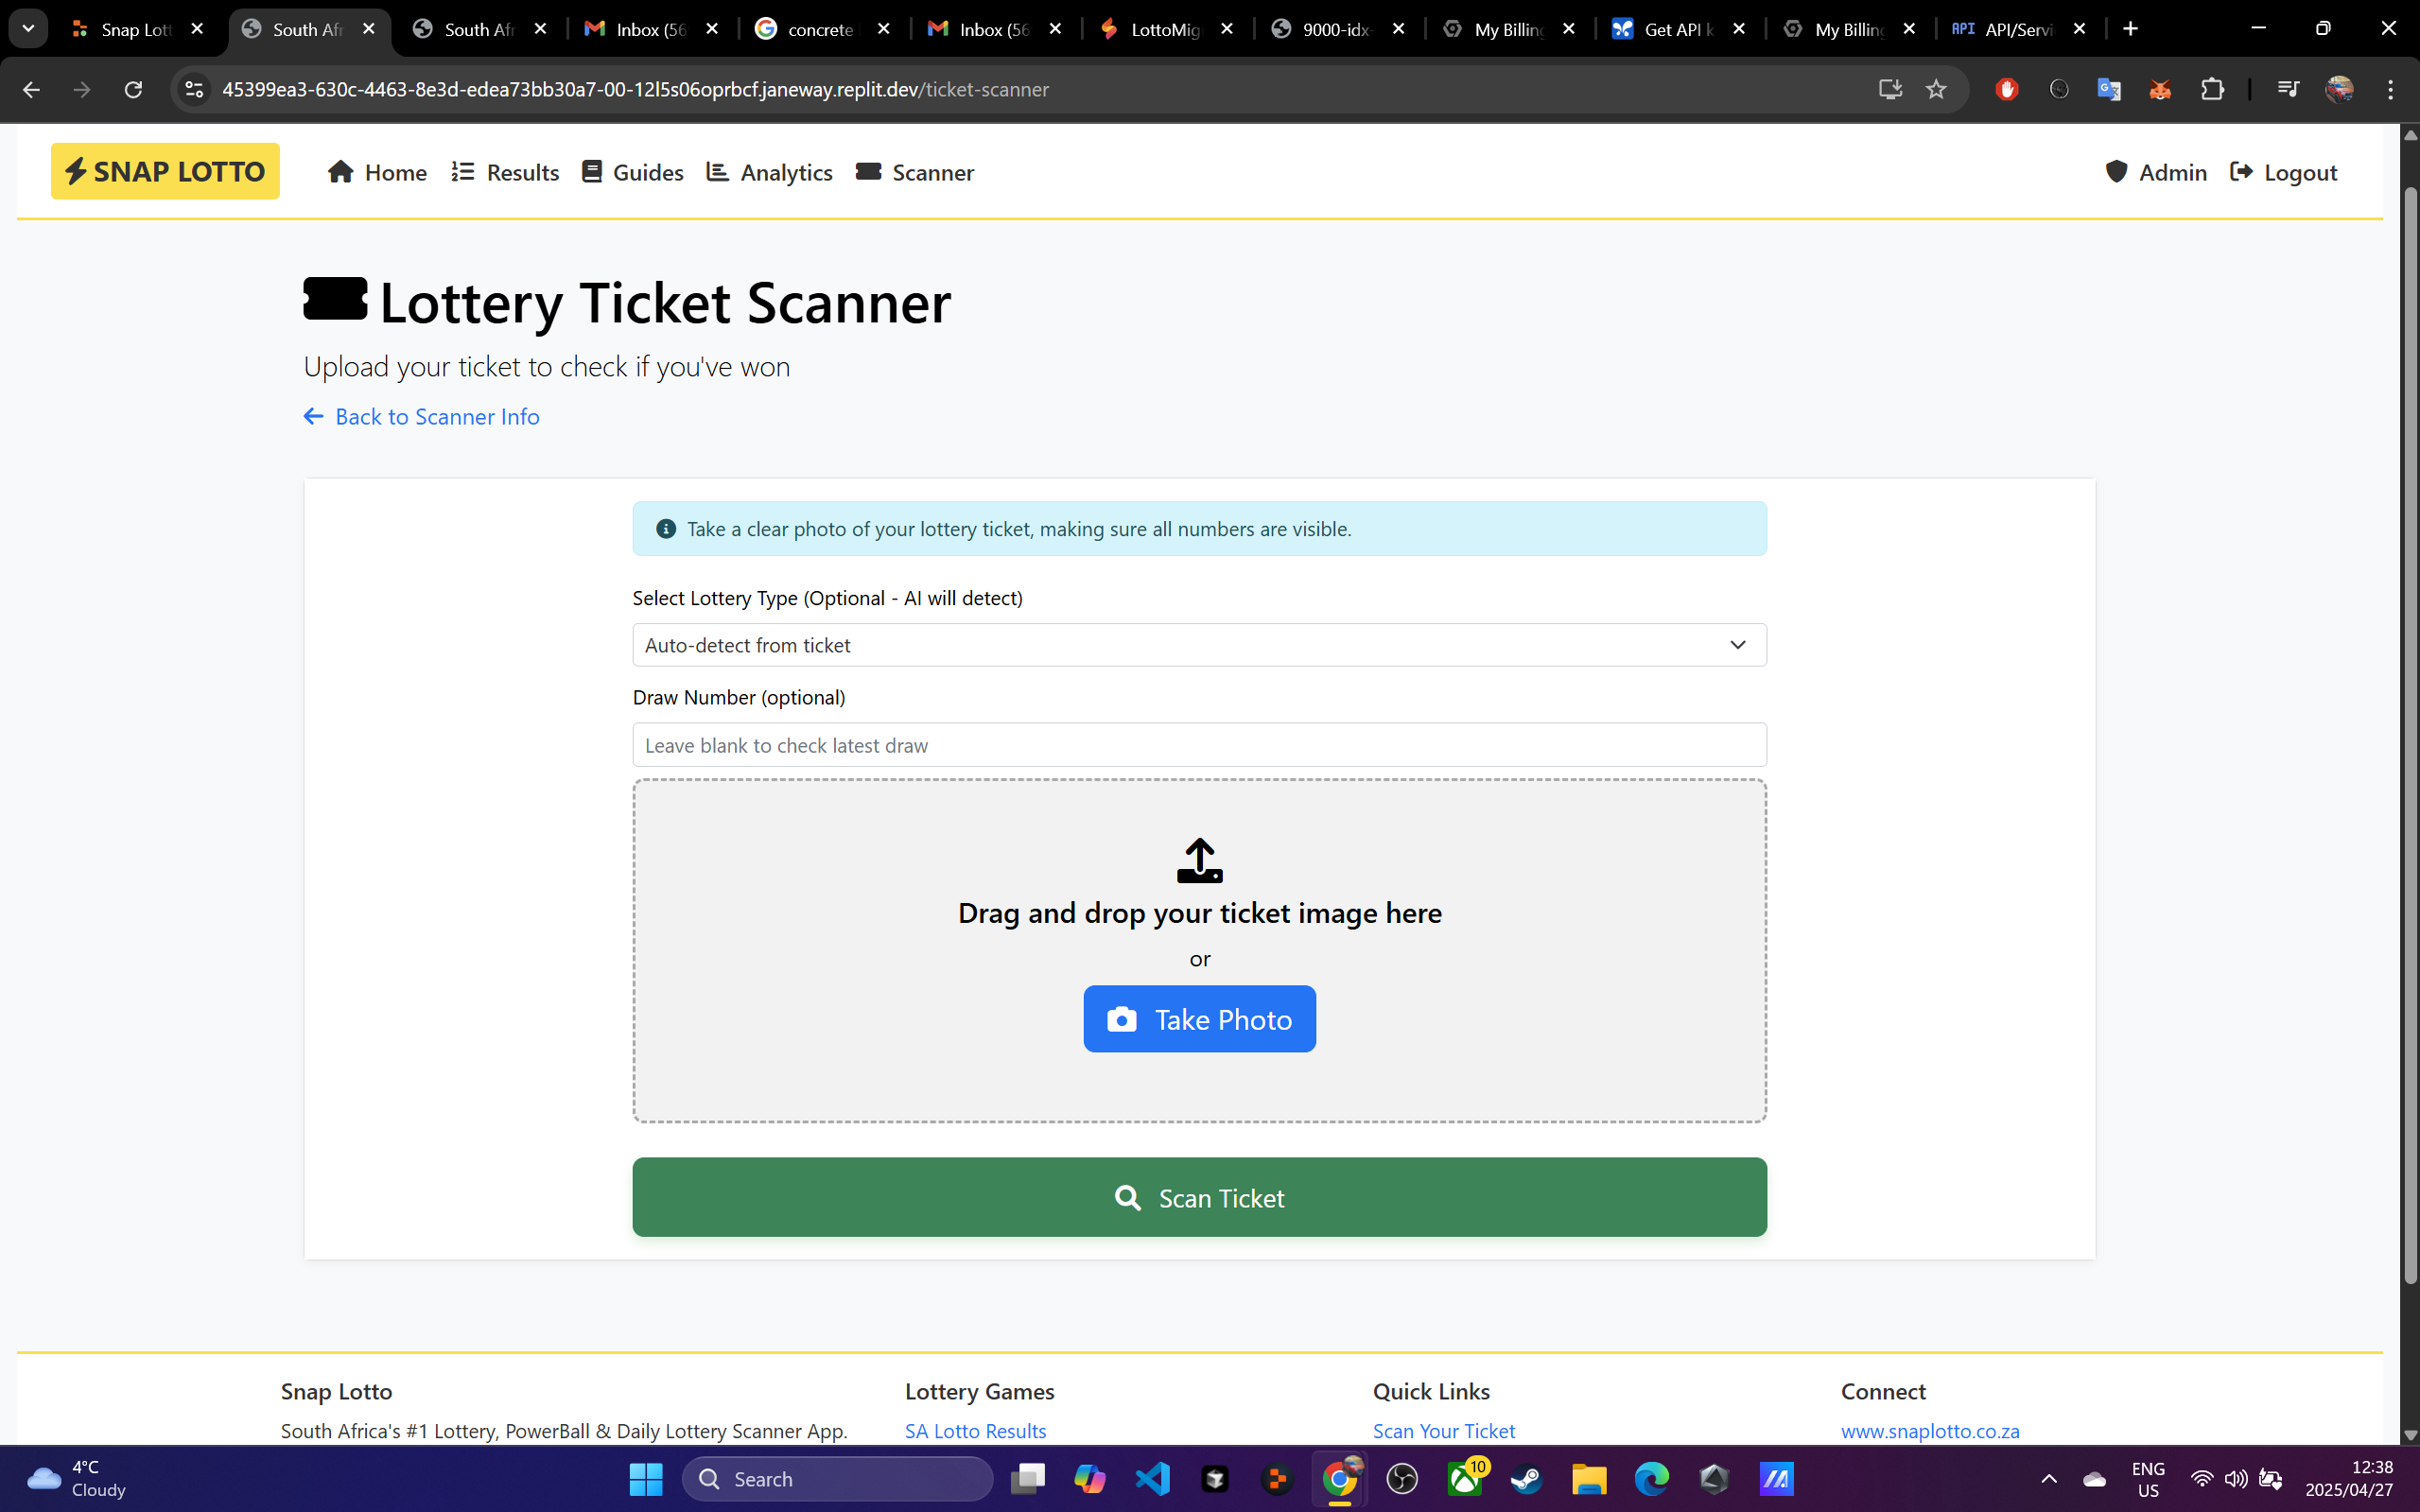 Snap Lott
South Afr
South Afr
Inbox (56
concrete
Inbox (56
LottoMig
9000-idx-
My Billing
Get API k
My Billing
API API/Servi
45399ea3-630c-4463-8e3d-edea73bb30a7-00-12l5s06oprbcf.janeway.replit.dev/ticket-scanner
SNAP LOTTO
Home
Results
Guides
Analytics
Scanner
Admin
Logout
Lottery Ticket Scanner
Upload your ticket to check if you've won
Back to Scanner Info
Take a clear photo of your lottery ticket, making sure all numbers are visible.
Select Lottery Type (Optional - AI will detect)
Auto-detect from ticket
Draw Number (optional)
Leave blank to check latest draw
Drag and drop your ticket image here
or
Take Photo
Scan Ticket
Snap Lotto
South Africa's #1 Lottery, PowerBall & Daily Lottery Scanner App.
Lottery Games
SA Lotto Results
Quick Links
Scan Your Ticket
Connect
www.snaplotto.co.za
4°C
Cloudy
Search
10
ENG
US
12:38
2025/04/27